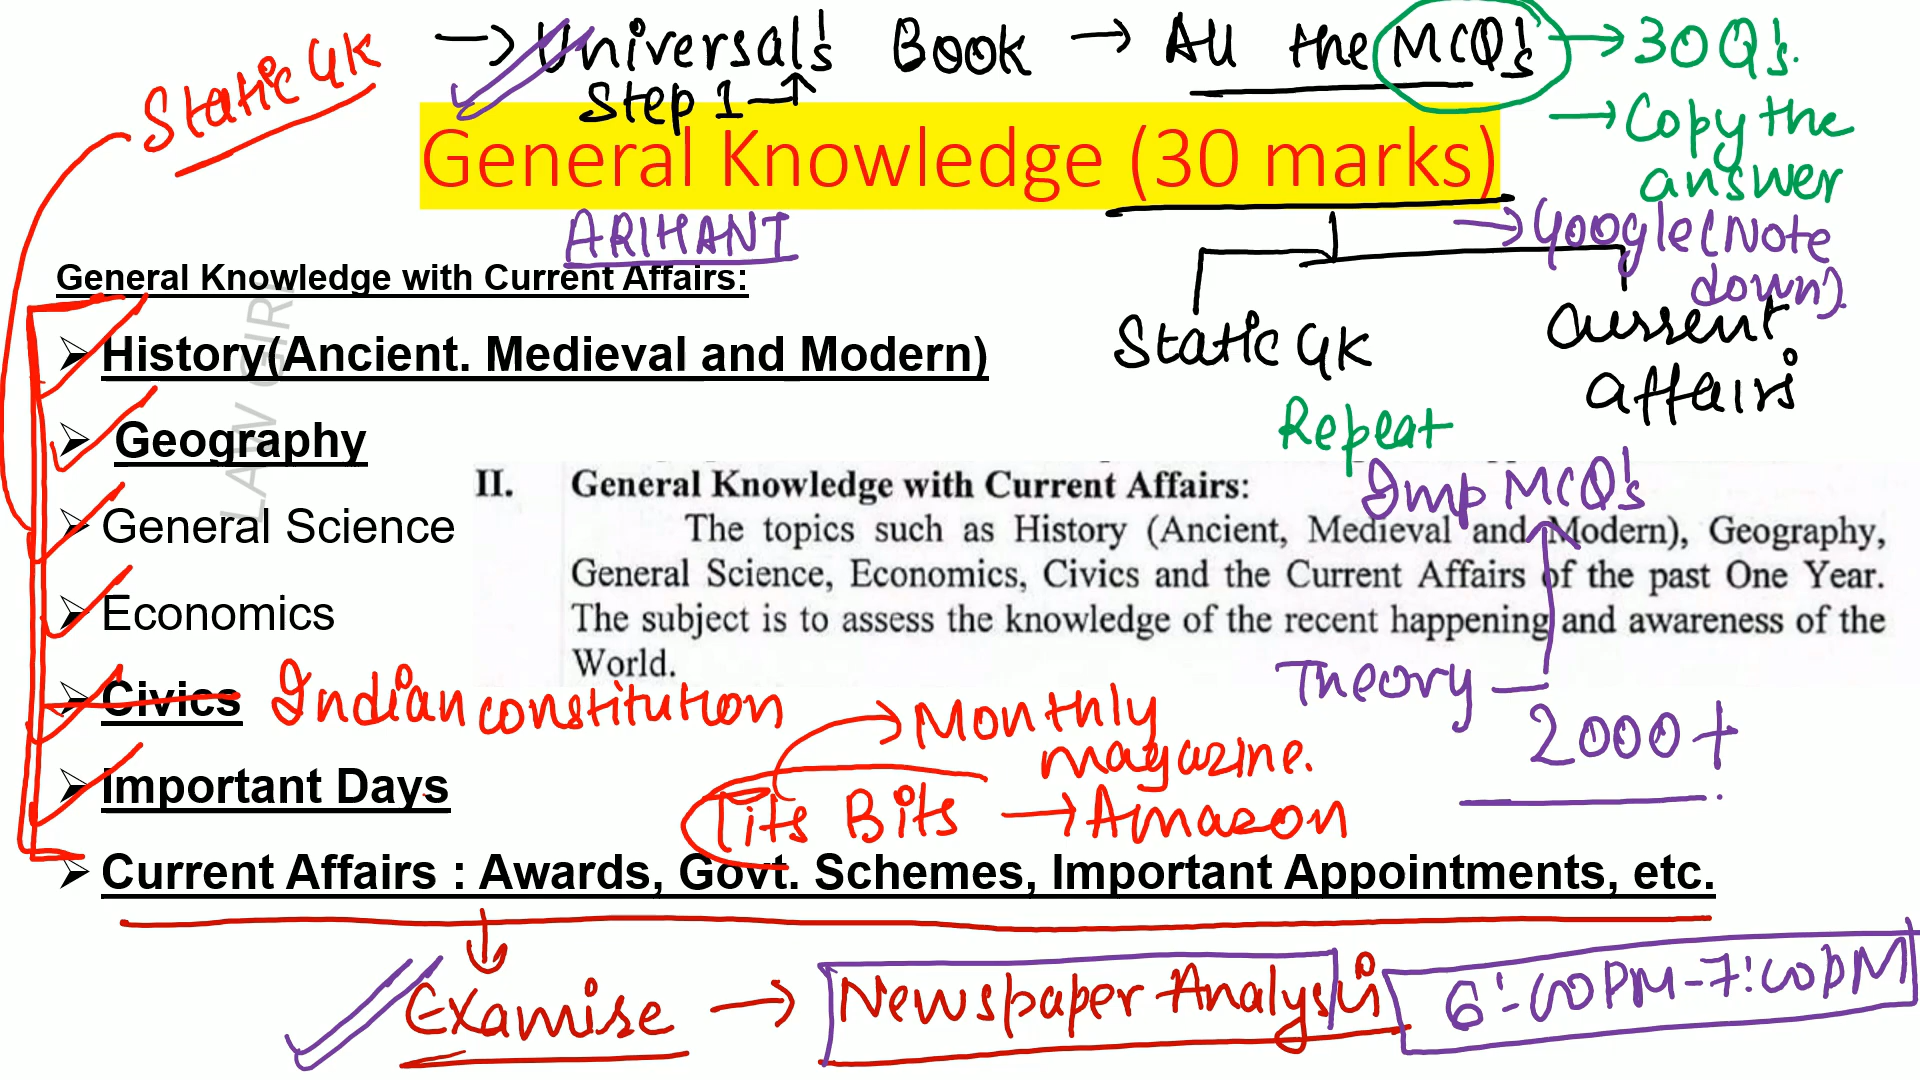 Static GK
→ Universal's Book → All the MCQ's → 30 Q's.
Step 1 → ↑
→ Copy the
answer
General Knowledge (30 marks)
ARIHANT
→ Google (Note
down).
General Knowledge with Current Affairs:
Static GK
Current
affairs
➢ History(Ancient. Medieval and Modern)
Repeat
➢ Geography
II. General Knowledge with Current Affairs:
Imp MCQ's
The topics such as History (Ancient, Medieval and Modern), Geography,
General Science, Economics, Civics and the Current Affairs of the past One Year.
The subject is to assess the knowledge of the recent happening and awareness of the
World.
➢ General Science
➢ Economics
Theory
2000+
➢ Civics Indian constitution
→ Monthly
magazine.
➢ Important Days
Tits Bits → Amazon
➢ Current Affairs : Awards, Govt. Schemes, Important Appointments, etc.
Examise → Newspaper Analysis 6:00PM-7:00PM
LAW GIRI